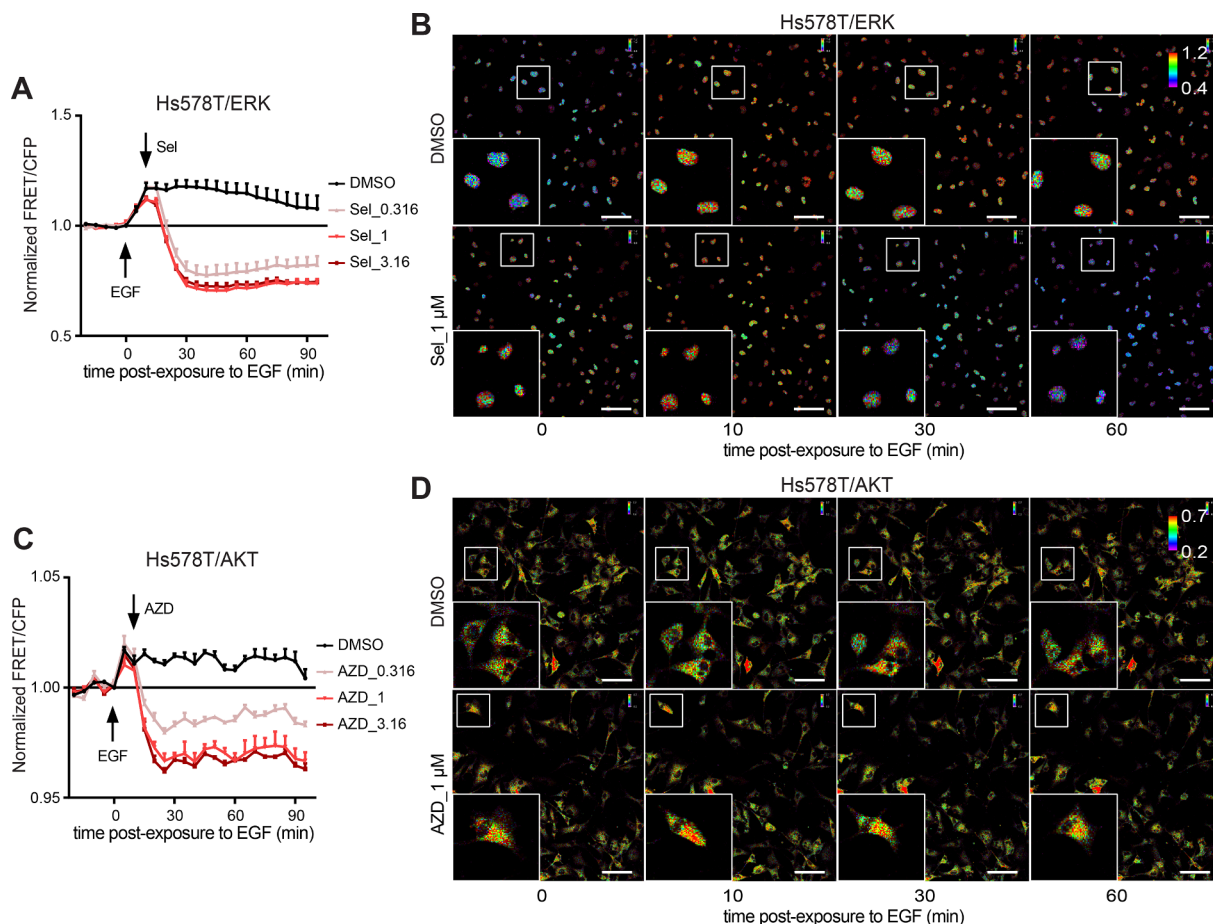 A
Hs578T/ERK
1.5
1.0
0.5
Normalized FRET/CFP
Sel
EGF
DMSO
Sel_0.316
Sel_1
Sel_3.16
0 30 60 90
time post-exposure to EGF (min)
B
Hs578T/ERK
1.2
0.4
DMSO
Sel_1 µM
0 10 30 60
time post-exposure to EGF (min)
C
Hs578T/AKT
1.05
1.00
0.95
Normalized FRET/CFP
AZD
EGF
DMSO
AZD_0.316
AZD_1
AZD_3.16
0 30 60 90
time post-exposure to EGF (min)
D
Hs578T/AKT
0.7
0.2
DMSO
AZD_1 µM
0 10 30 60
time post-exposure to EGF (min)